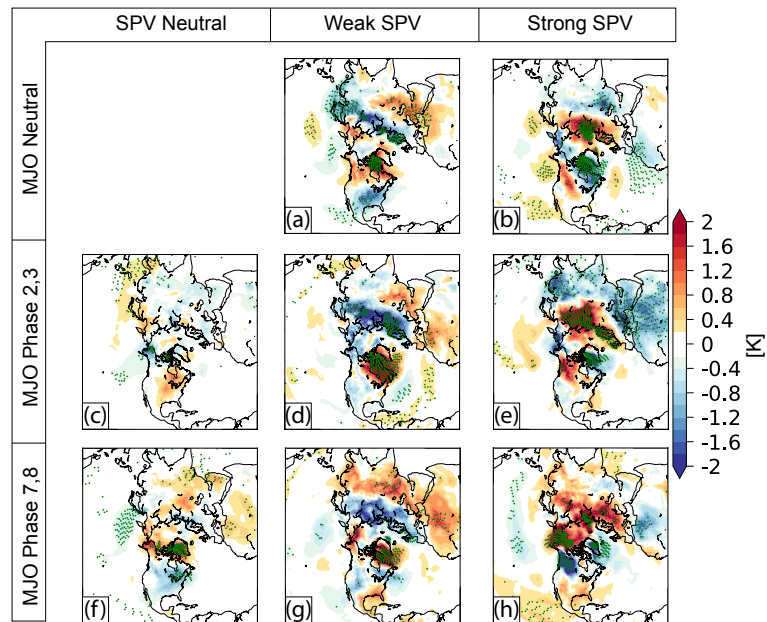 SPV Neutral
Weak SPV
Strong SPV
MJO Neutral
(a)
(b)
MJO Phase 2,3
(c)
(d)
(e)
MJO Phase 7,8
(f)
(g)
(h)
2
1.6
1.2
0.8
0.4
0
-0.4
-0.8
-1.2
-1.6
-2
[K]